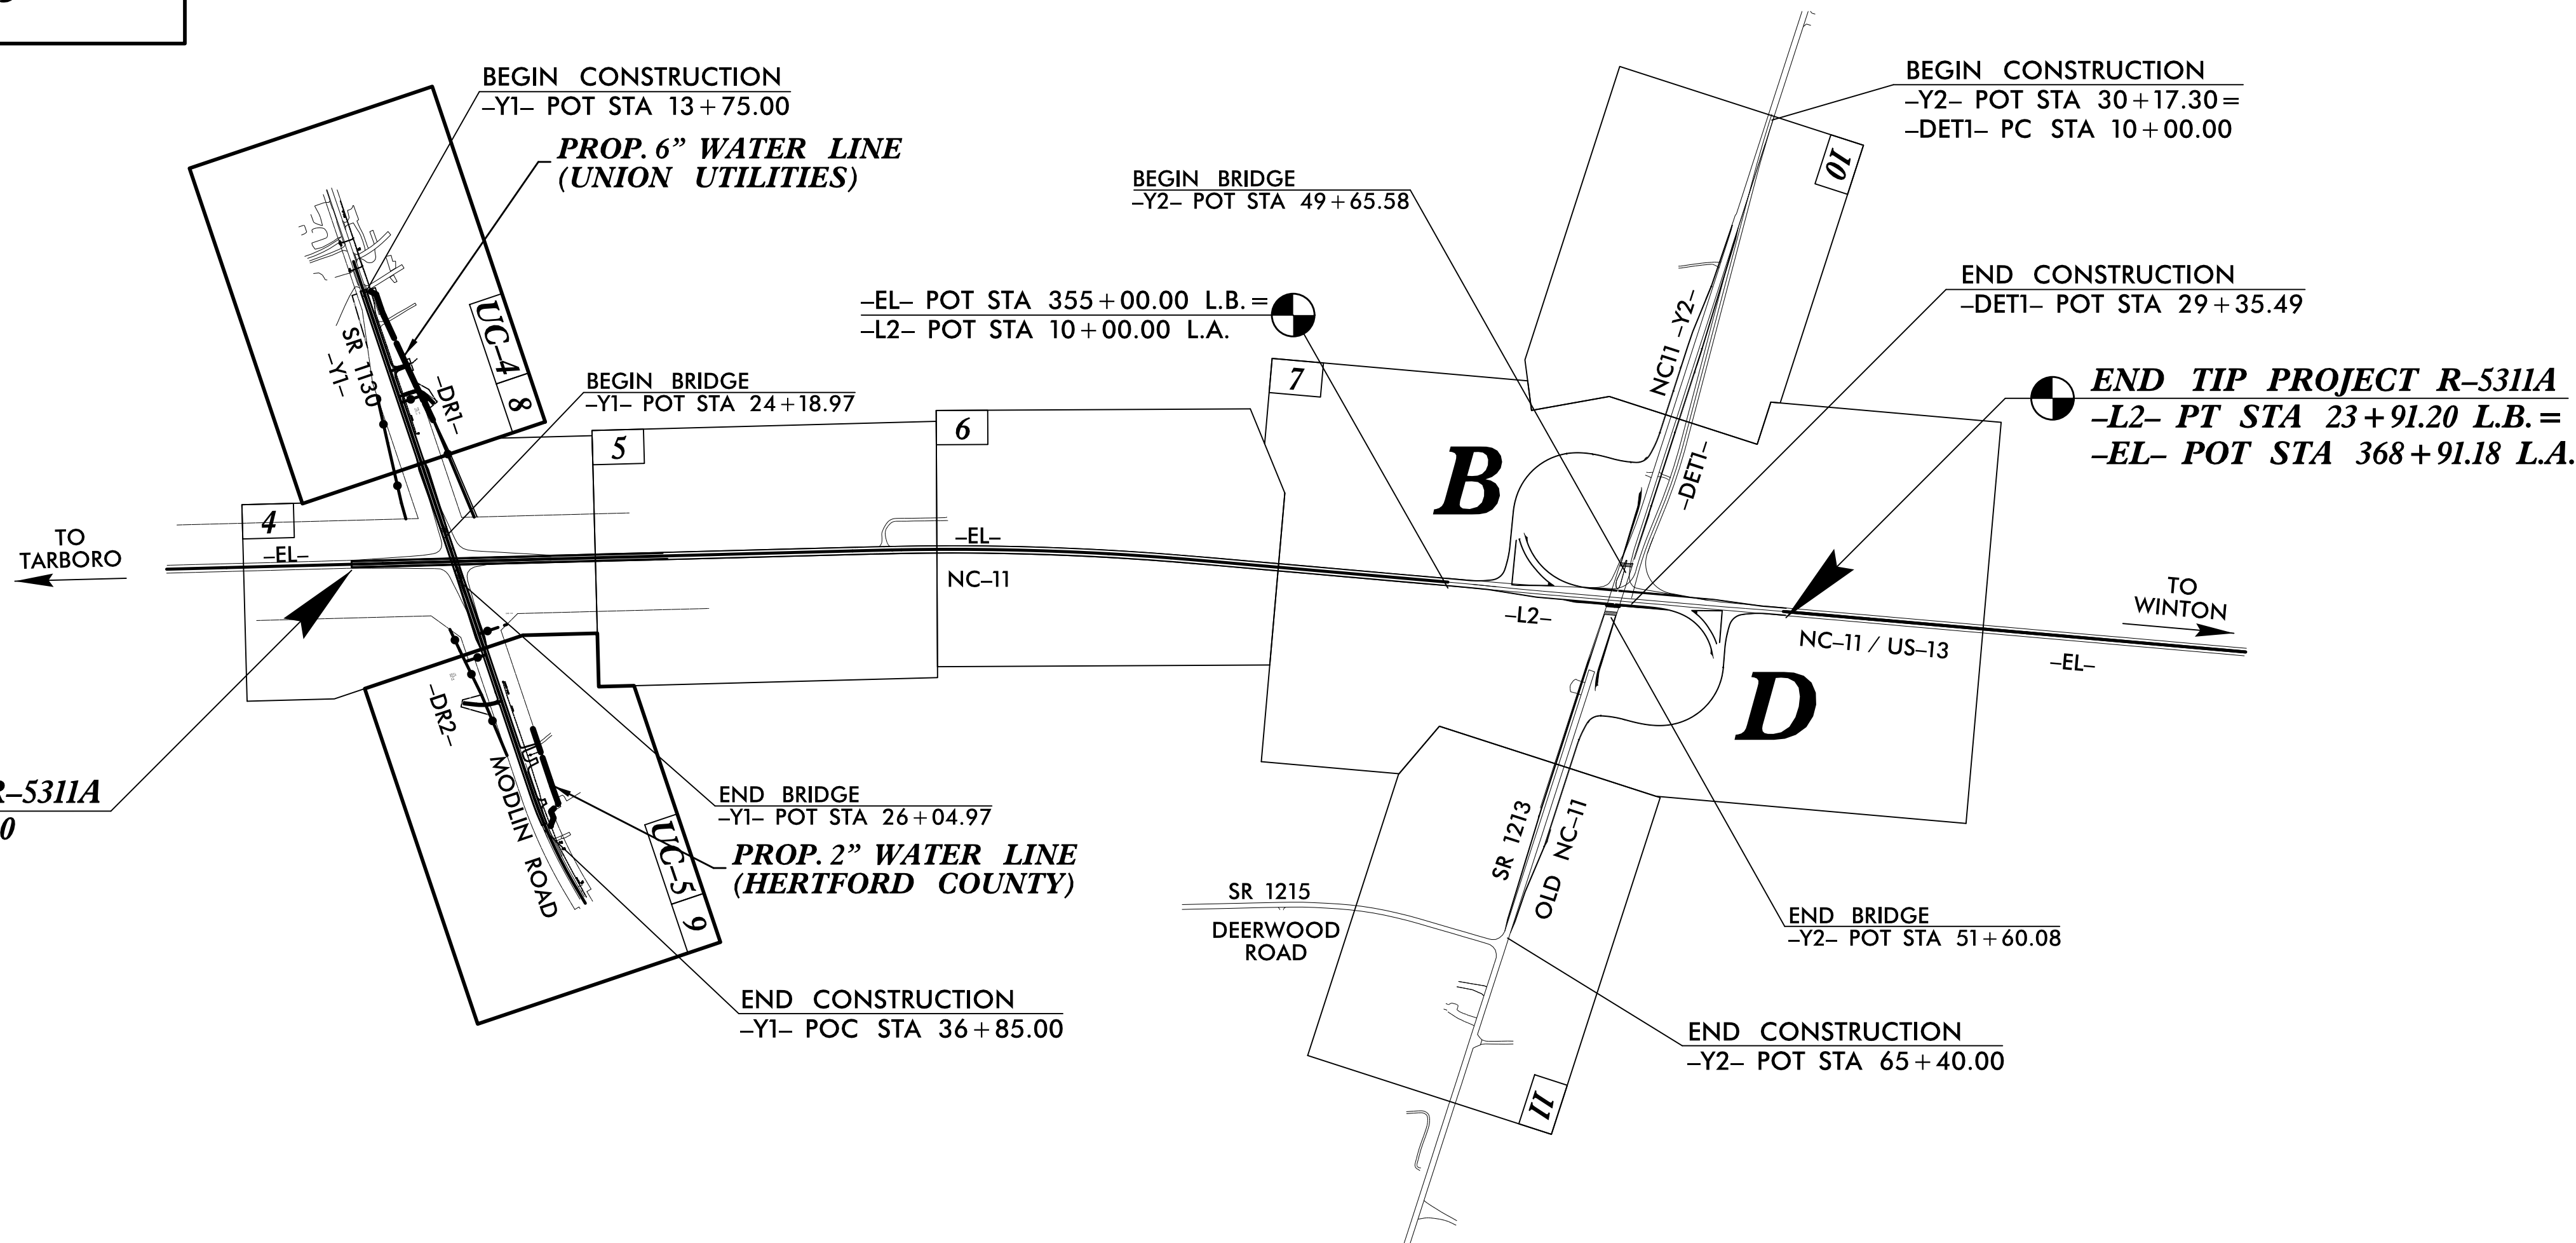 BEGIN CONSTRUCTION
–Y1– POT STA 13+75.00
PROP. 6” WATER LINE
(UNION UTILITIES)
BEGIN CONSTRUCTION
–Y2– POT STA 30+17.30=
–DET1– PC STA 10+00.00
10
BEGIN BRIDGE
–Y2– POT STA 49+65.58
–EL– POT STA 355+00.00 L.B.=
–L2– POT STA 10+00.00 L.A.
END CONSTRUCTION
–DET1– POT STA 29+35.49
END TIP PROJECT R–5311A
–L2– PT STA 23+91.20 L.B.=
–EL– POT STA 368+91.18 L.A.
UC–4
8
SR 1130
–Y1–
–DR1–
BEGIN BRIDGE
–Y1– POT STA 24+18.97
NC11 –Y2–
–DET1–
7
B
6
5
4
TO
TARBORO
–EL–
–EL–
NC–11
–L2–
NC–11 / US–13
–EL–
TO
WINTON
D
–DR2–
MODLIN ROAD
UC–5
9
R–5311A
0
END BRIDGE
–Y1– POT STA 26+04.97
PROP. 2” WATER LINE
(HERTFORD COUNTY)
END CONSTRUCTION
–Y1– POC STA 36+85.00
SR 1213
OLD NC–11
SR 1215
DEERWOOD
ROAD
END BRIDGE
–Y2– POT STA 51+60.08
END CONSTRUCTION
–Y2– POT STA 65+40.00
11